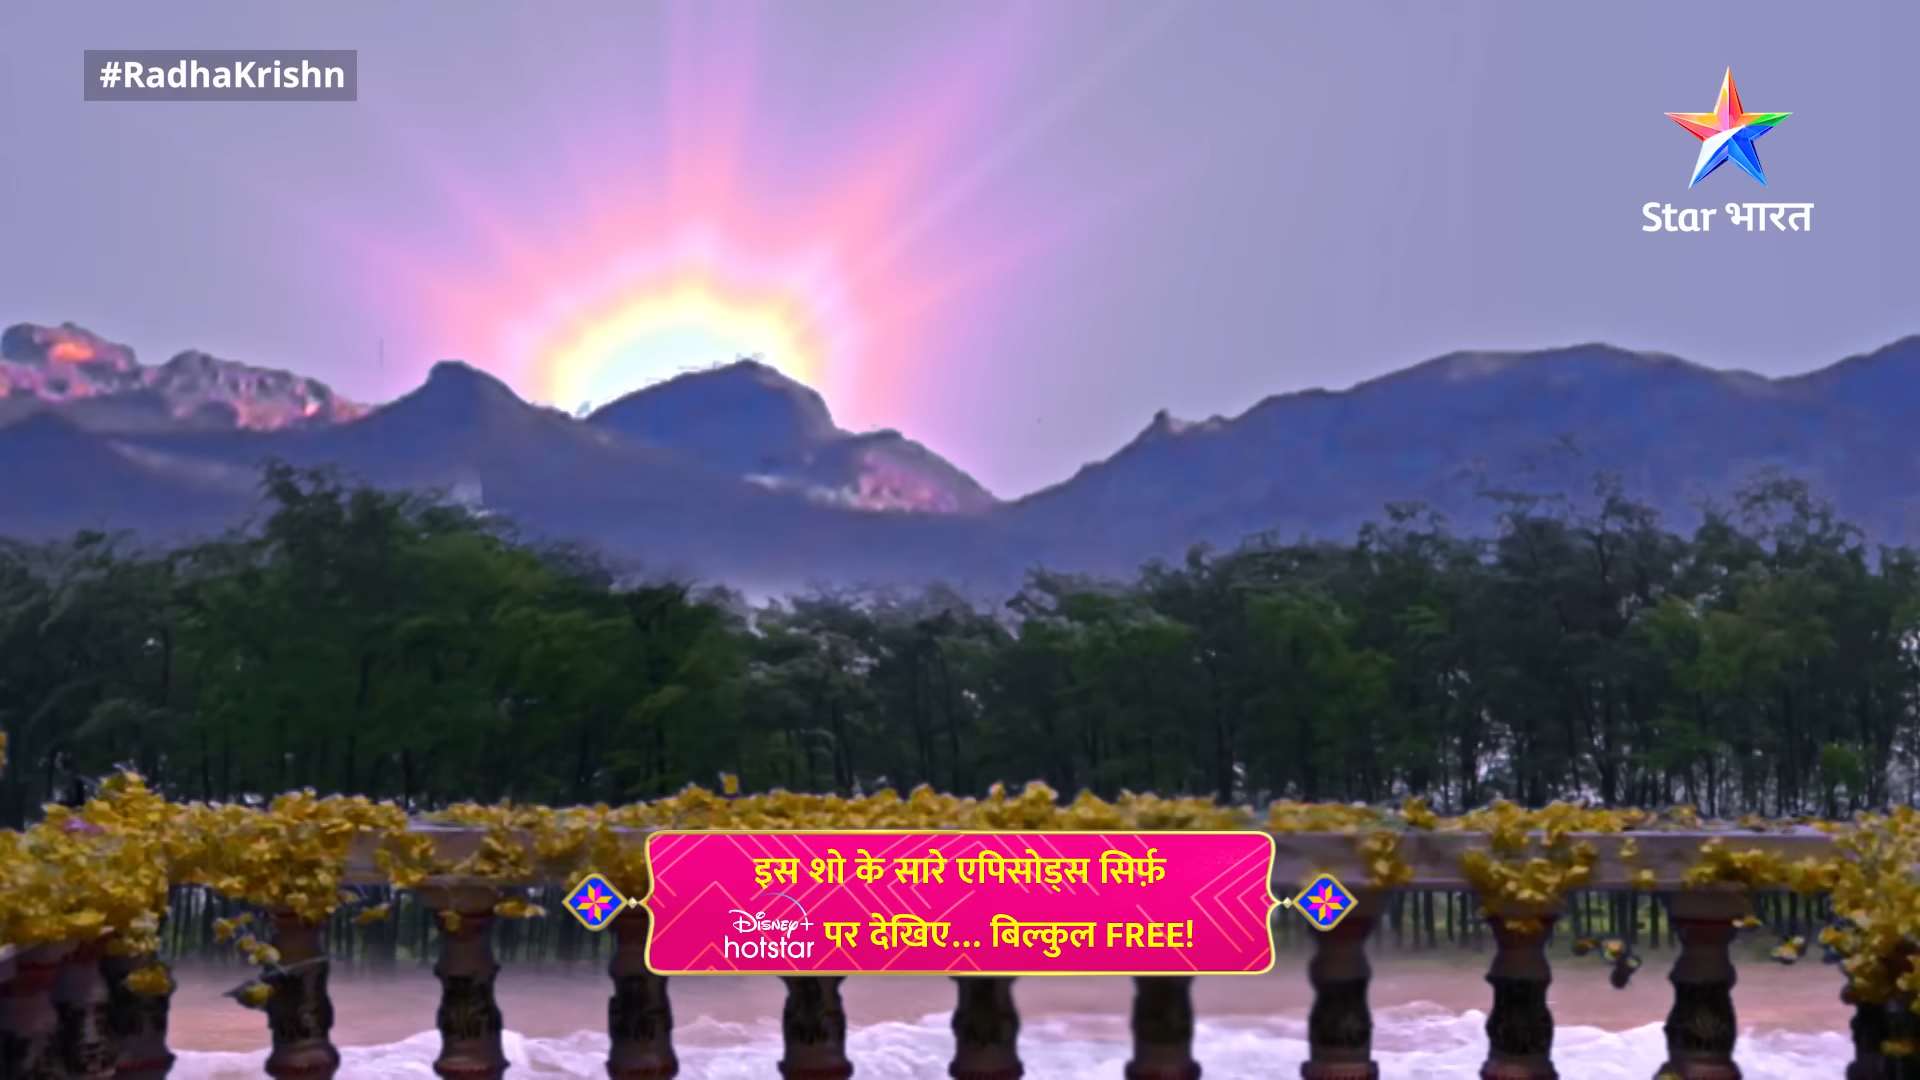 #RadhaKrishn
Star भारत
इस शो के सारे एपिसोड्स सिर्फ़
Disney+ hotstar पर देखिए... बिल्कुल FREE!